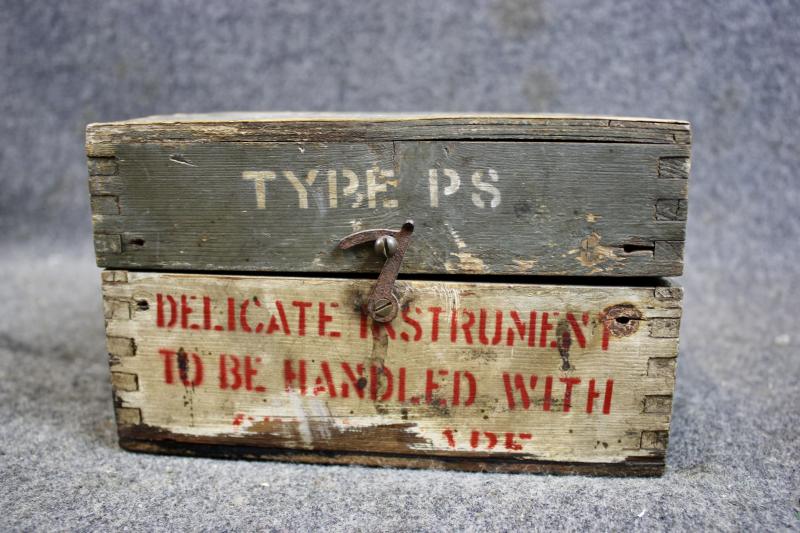 TYPE PS
DELICATE INSTRUMENT
TO BE HANDLED WITH